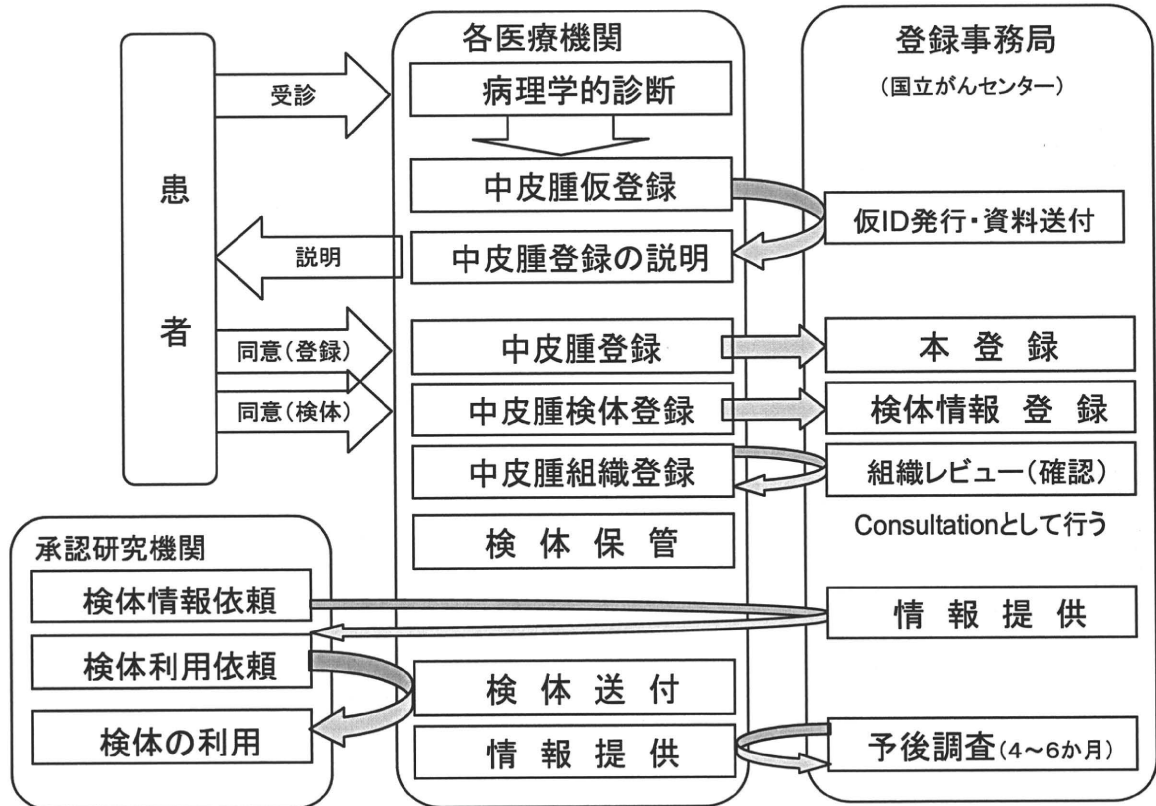 各医療機関
登録事務局
(国立がんセンター)
患者
受診
病理学的診断
中皮腫仮登録
仮ID発行・資料送付
説明
中皮腫登録の説明
同意(登録)
中皮腫登録
本登録
同意(検体)
中皮腫検体登録
検体情報登録
中皮腫組織登録
組織レビュー(確認)
Consultationとして行う
検体保管
承認研究機関
検体情報依頼
情報提供
検体利用依頼
検体送付
検体の利用
情報提供
予後調査(4~6か月)